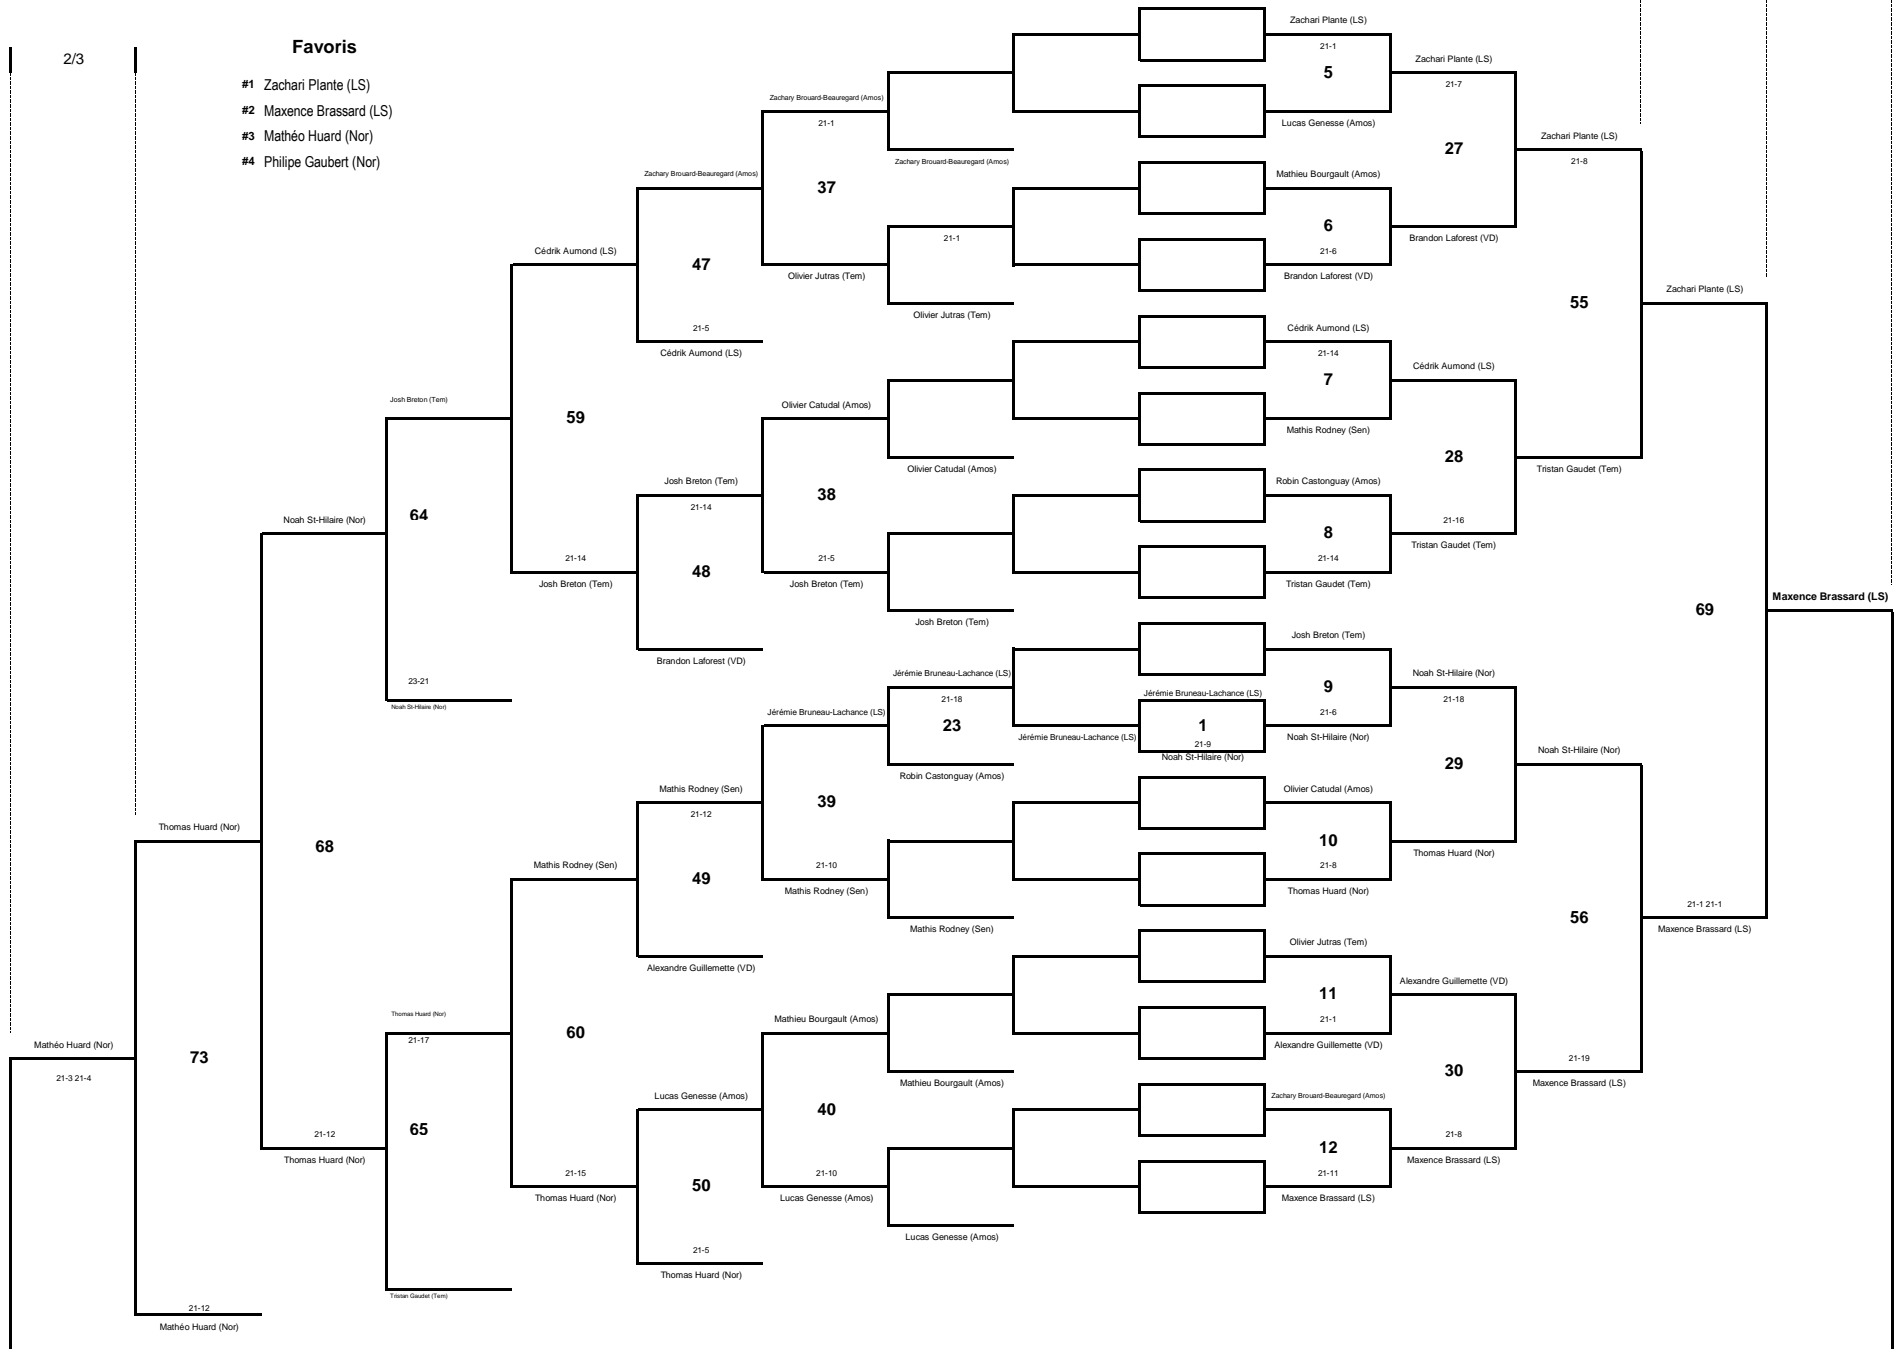 2/3
Favoris
#1 Zachari Plante (LS)
#2 Maxence Brassard (LS)
#3 Mathéo Huard (Nor)
#4 Philipe Gaubert (Nor)
Zachari Plante (LS)
21-1
5
Lucas Genesse (Amos)
Mathieu Bourgault (Amos)
6
21-6
Brandon Laforest (VD)
Cédrik Aumond (LS)
21-14
7
Mathis Rodney (Sen)
Robin Castonguay (Amos)
8
21-14
Tristan Gaudet (Tem)
Josh Breton (Tem)
9
21-6
Noah St-Hilaire (Nor)
Jérémie Bruneau-Lachance (LS)
1
21-9
Noah St-Hilaire (Nor)
Olivier Catudal (Amos)
10
21-8
Thomas Huard (Nor)
Olivier Jutras (Tem)
11
21-1
Alexandre Guillemette (VD)
Zachary Brouard-Beauregard (Amos)
12
21-11
Maxence Brassard (LS)
Zachari Plante (LS)
21-7
27
Brandon Laforest (VD)
Cédrik Aumond (LS)
28
21-16
Tristan Gaudet (Tem)
Noah St-Hilaire (Nor)
21-18
29
Thomas Huard (Nor)
Alexandre Guillemette (VD)
30
21-8
Maxence Brassard (LS)
Zachari Plante (LS)
21-8
55
Tristan Gaudet (Tem)
Noah St-Hilaire (Nor)
56
21-19
Maxence Brassard (LS)
Zachari Plante (LS)
69
21-1 21-1
Maxence Brassard (LS)
Maxence Brassard (LS)
Jérémie Bruneau-Lachance (LS)
Zachary Brouard-Beauregard (Amos)
21-1
Olivier Jutras (Tem)
Olivier Catudal (Amos)
Josh Breton (Tem)
Jérémie Bruneau-Lachance (LS)
21-18
23
Robin Castonguay (Amos)
Mathis Rodney (Sen)
Mathieu Bourgault (Amos)
Lucas Genesse (Amos)
Zachary Brouard-Beauregard (Amos)
21-1
37
Olivier Jutras (Tem)
Olivier Catudal (Amos)
38
21-5
Josh Breton (Tem)
Jérémie Bruneau-Lachance (LS)
39
21-10
Mathis Rodney (Sen)
Mathieu Bourgault (Amos)
40
21-10
Lucas Genesse (Amos)
Zachary Brouard-Beauregard (Amos)
47
21-5
Cédrik Aumond (LS)
Josh Breton (Tem)
21-14
48
Brandon Laforest (VD)
Mathis Rodney (Sen)
21-12
49
Alexandre Guillemette (VD)
Lucas Genesse (Amos)
50
21-5
Thomas Huard (Nor)
Cédrik Aumond (LS)
59
21-14
Josh Breton (Tem)
Mathis Rodney (Sen)
60
21-15
Thomas Huard (Nor)
Josh Breton (Tem)
64
23-21
Noah St-Hilaire (Nor)
Thomas Huard (Nor)
21-17
65
Tristan Gaudet (Tem)
Noah St-Hilaire (Nor)
68
21-12
Thomas Huard (Nor)
Thomas Huard (Nor)
73
21-12
Mathéo Huard (Nor)
Mathéo Huard (Nor)
21-3 21-4